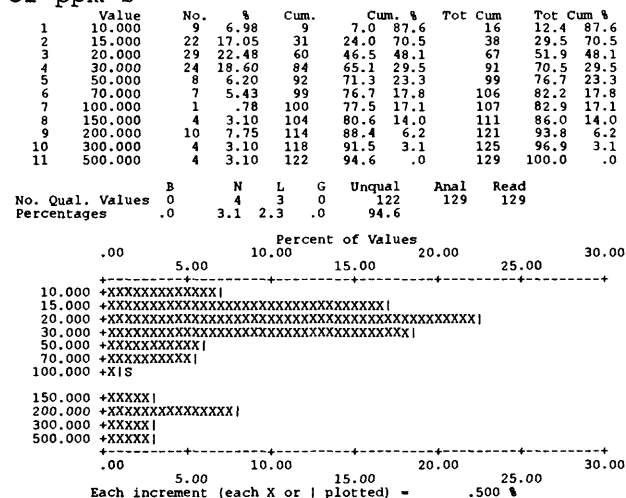 Cr ppm s
Value No. % Cum. Cum. % Tot Cum Tot Cum %
1 10.000 9 6.98 9 7.0 87.6 16 12.4 87.6
2 15.000 22 17.05 31 24.0 70.5 38 29.5 70.5
3 20.000 29 22.48 60 46.5 48.1 67 51.9 48.1
4 30.000 24 18.60 84 65.1 29.5 91 70.5 29.5
5 50.000 8 6.20 92 71.3 23.3 99 76.7 23.3
6 70.000 7 5.43 99 76.7 17.8 106 82.2 17.8
7 100.000 1 .78 100 77.5 17.1 107 82.9 17.1
8 150.000 4 3.10 104 80.6 14.0 111 86.0 14.0
9 200.000 10 7.75 114 88.4 6.2 121 93.8 6.2
10 300.000 4 3.10 118 91.5 3.1 125 96.9 3.1
11 500.000 4 3.10 122 94.6 .0 129 100.0 .0
B N L G Unqual Anal Read
No. Qual. Values 0 4 3 0 122 129 129
Percentages .0 3.1 2.3 .0 94.6
Percent of Values
.00 10.00 20.00 30.00
5.00 15.00 25.00
+---------+---------+---------+---------+---------+---------+
10.000 +XXXXXXXXXXXXX|
15.000 +XXXXXXXXXXXXXXXXXXXXXXXXXXXXXXXXX|
20.000 +XXXXXXXXXXXXXXXXXXXXXXXXXXXXXXXXXXXXXXXXXXXX|
30.000 +XXXXXXXXXXXXXXXXXXXXXXXXXXXXXXXXXXXX|
50.000 +XXXXXXXXXXX|
70.000 +XXXXXXXXXX|
100.000 +X|S
150.000 +XXXXX|
200.000 +XXXXXXXXXXXXXXX|
300.000 +XXXXX|
500.000 +XXXXX|
+---------+---------+---------+---------+---------+---------+
.00 10.00 20.00 30.00
5.00 15.00 25.00
Each increment (each X or | plotted) = .500 %